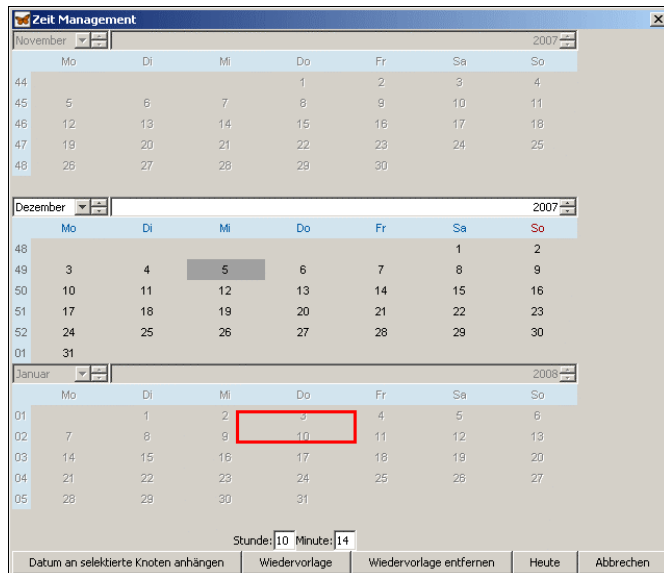 Zeit Management
November 2007
Mo Di Mi Do Fr Sa So
44 1 2 3 4
45 5 6 7 8 9 10 11
46 12 13 14 15 16 17 18
47 19 20 21 22 23 24 25
48 26 27 28 29 30
Dezember 2007
Mo Di Mi Do Fr Sa So
48 1 2
49 3 4 5 6 7 8 9
50 10 11 12 13 14 15 16
51 17 18 19 20 21 22 23
52 24 25 26 27 28 29 30
01 31
Januar 2008
Mo Di Mi Do Fr Sa So
01 1 2 3 4 5 6
02 7 8 9 10 11 12 13
03 14 15 16 17 18 19 20
04 21 22 23 24 25 26 27
05 28 29 30 31
Stunde: 10 Minute: 14
Datum an selektierte Knoten anhängen Wiedervorlage Wiedervorlage entfernen Heute Abbrechen